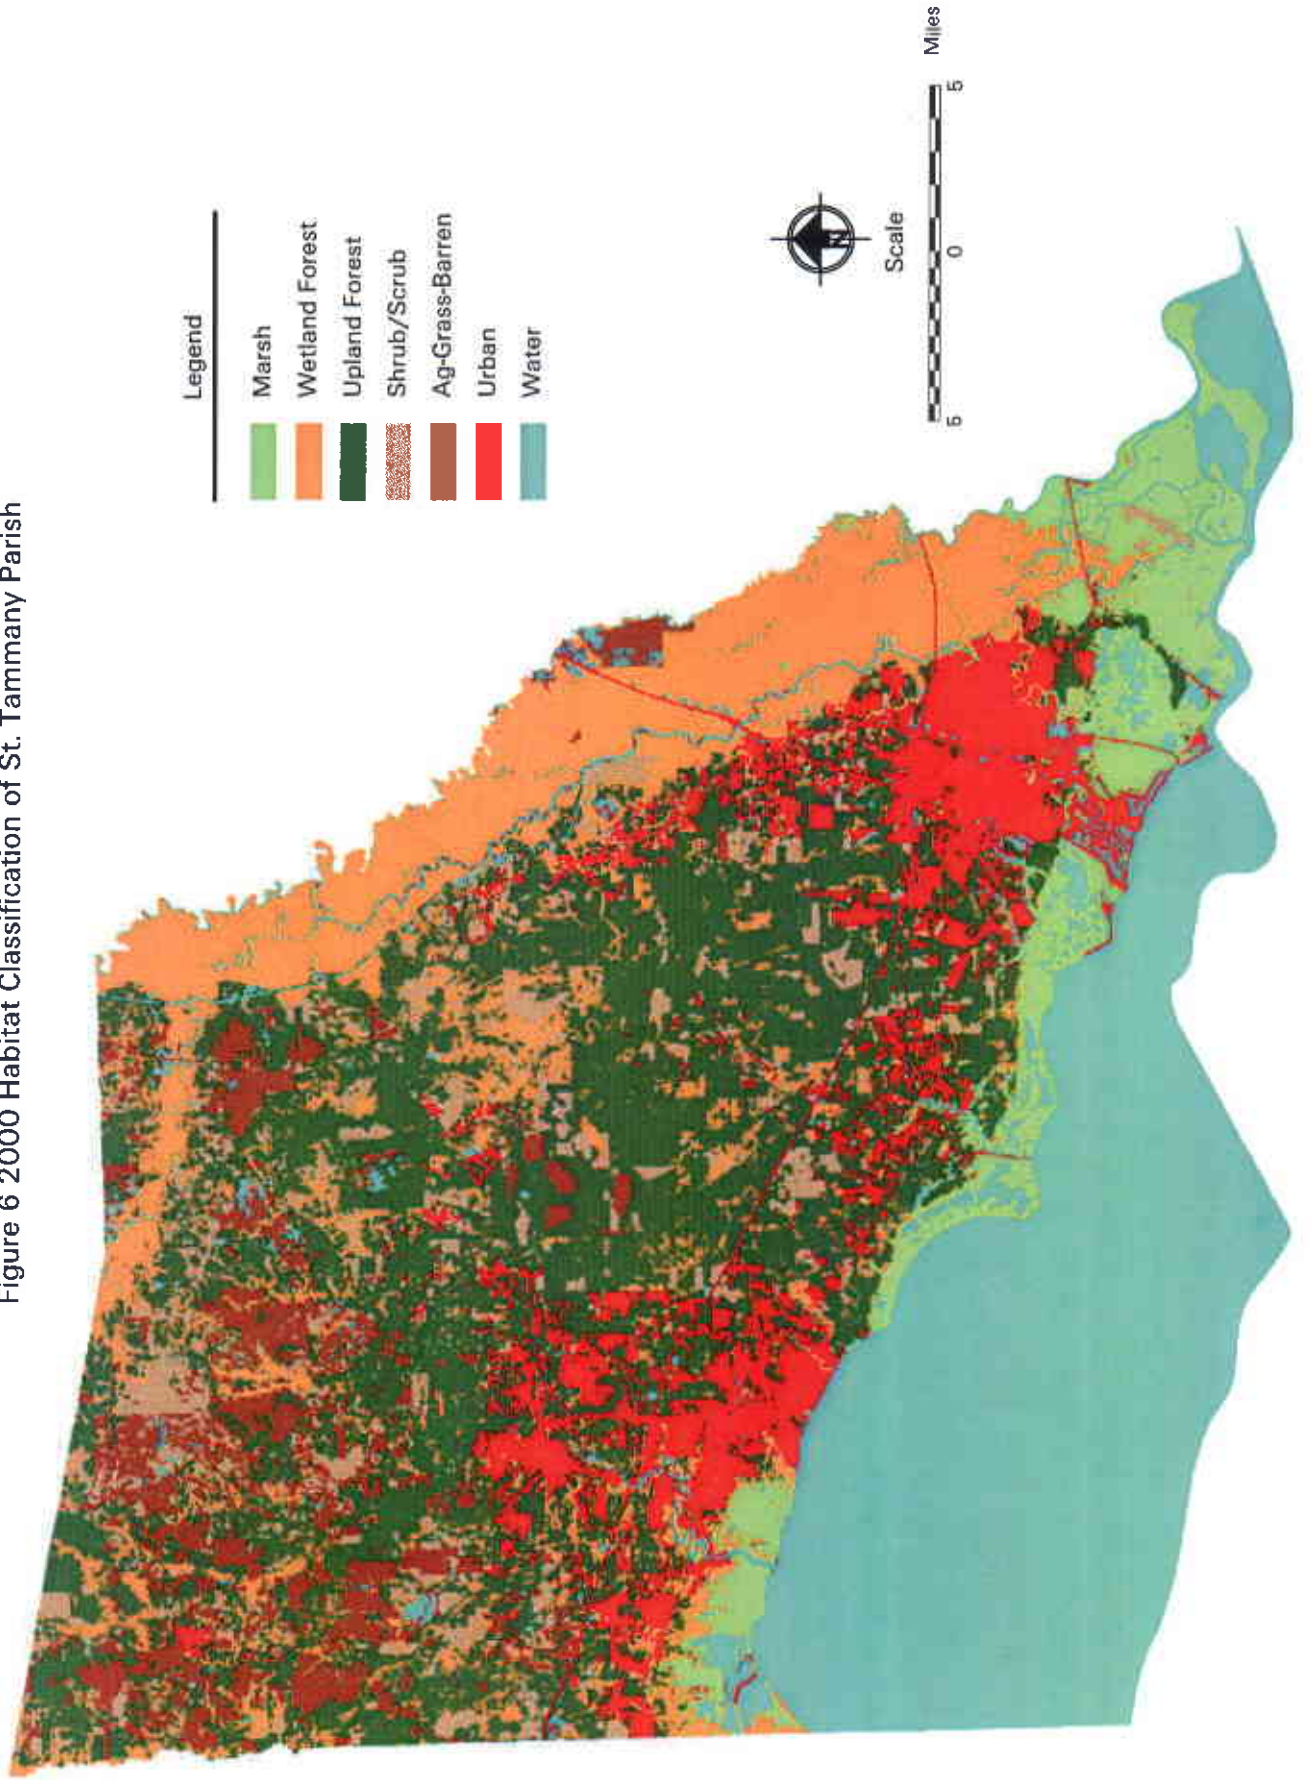 Figure 6 2000 Habitat Classification of St. Tammany Parish
Legend
Marsh
Wetland Forest
Upland Forest
Shrub/Scrub
Ag-Grass-Barren
Urban
Water
N
Scale
5 0 5 Miles